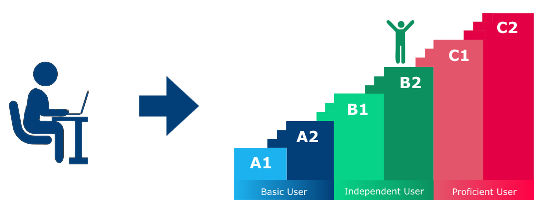 A1
A2
B1
B2
C1
C2
Basic User
Independent User
Proficient User